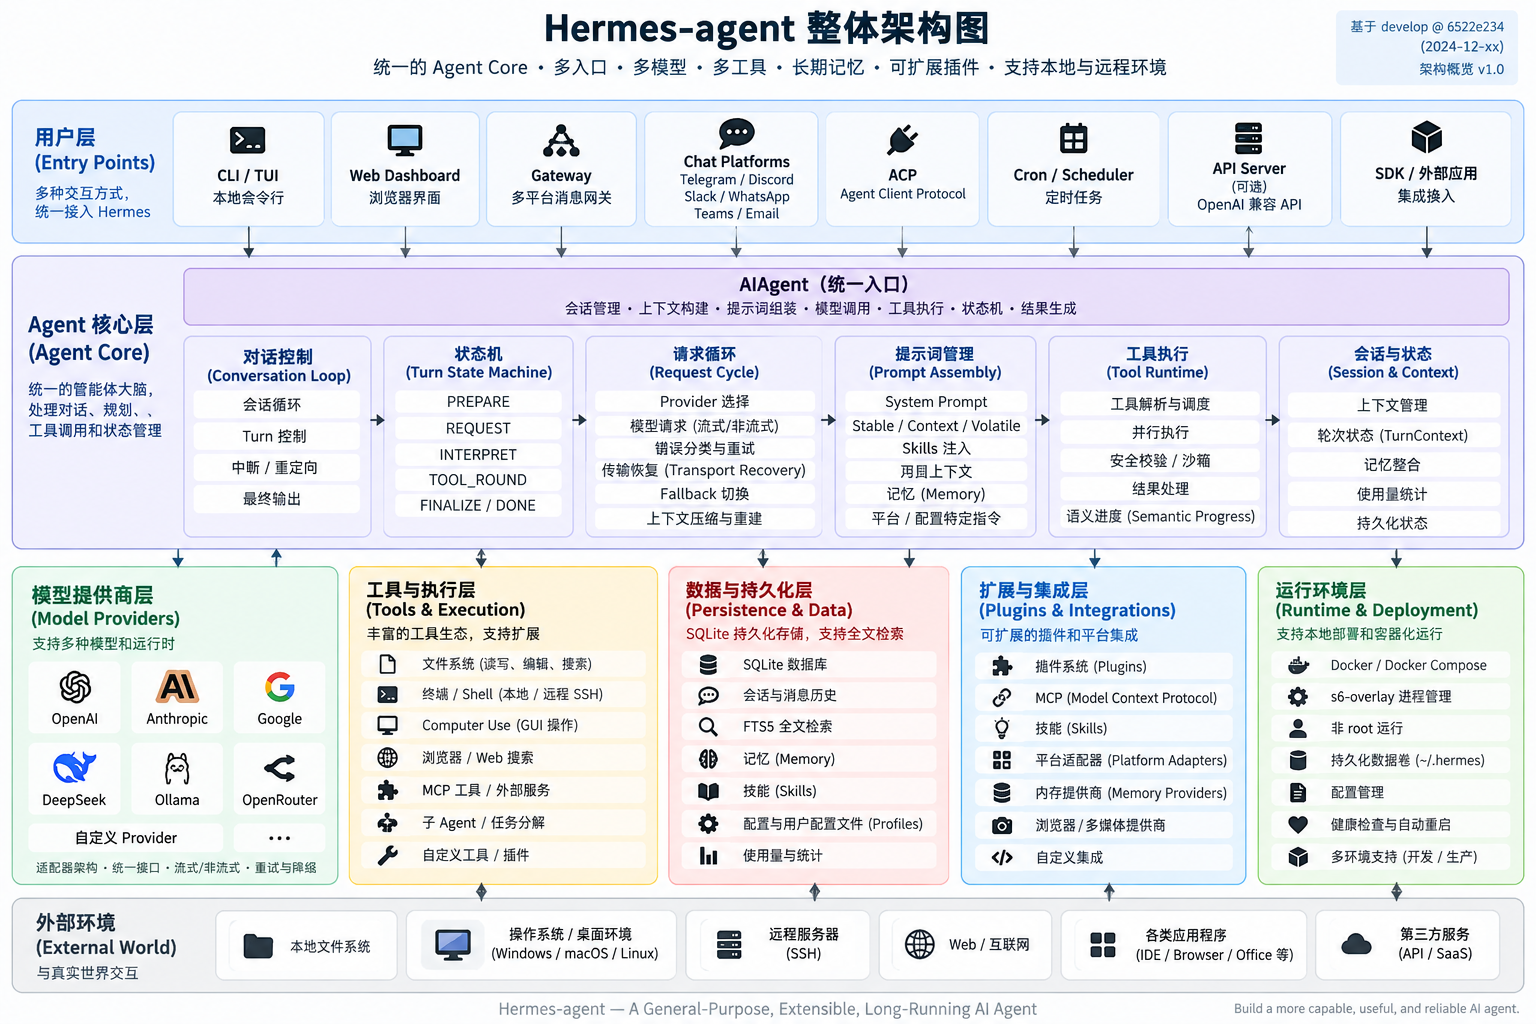 Hermes-agent 整体架构图
统一的 Agent Core • 多入口 • 多模型 • 多工具 • 长期记忆 • 可扩展插件 • 支持本地与远程环境
基于 develop @ 6522e234
(2024-12-xx)
架构概览 v1.0
用户层
(Entry Points)
多种交互方式，
统一接入 Hermes
CLI / TUI
本地命令行
Web Dashboard
浏览器界面
Gateway
多平台消息网关
Chat Platforms
Telegram / Discord
Slack / WhatsApp
Teams / Email
ACP
Agent Client Protocol
Cron / Scheduler
定时任务
API Server
(可选)
OpenAI 兼容 API
SDK / 外部应用
集成接入
Agent 核心层
(Agent Core)
统一的智能体大脑，
处理对话、规划、、
工具调用和状态管理
AIAgent（统一入口）
会话管理 • 上下文构建 • 提示词组装 • 模型调用 • 工具执行 • 状态机 • 结果生成
对话控制
(Conversation Loop)
会话循环
Turn 控制
中断 / 重定向
最终输出
状态机
(Turn State Machine)
PREPARE
REQUEST
INTERPRET
TOOL_ROUND
FINALIZE / DONE
请求循环
(Request Cycle)
Provider 选择
模型请求 (流式/非流式)
错误分类与重试
传输恢复 (Transport Recovery)
Fallback 切换
上下文压缩与重建
提示词管理
(Prompt Assembly)
System Prompt
Stable / Context / Volatile
Skills 注入
上下文
记忆 (Memory)
平台 / 配置特定指令
工具执行
(Tool Runtime)
工具解析与调度
并行执行
安全校验 / 沙箱
结果处理
语义进度 (Semantic Progress)
会话与状态
(Session & Context)
上下文管理
轮次状态 (TurnContext)
记忆整合
使用量统计
持久化状态
模型提供商层
(Model Providers)
支持多种模型和运行时
OpenAI
Anthropic
Google
DeepSeek
Ollama
OpenRouter
自定义 Provider
•••
适配器架构 • 统一接口 • 流式/非流式 • 重试与降级
工具与执行层
(Tools & Execution)
丰富的工具生态，支持扩展
文件系统 (读写、编辑、搜索)
终端 / Shell (本地 / 远程 SSH)
Computer Use (GUI 操作)
浏览器 / Web 搜索
MCP 工具 / 外部服务
子 Agent / 任务分解
自定义工具 / 插件
数据与持久化层
(Persistence & Data)
SQLite 持久化存储，支持全文检索
SQLite 数据库
会话与消息历史
FTS5 全文检索
记忆 (Memory)
技能 (Skills)
配置与用户配置文件 (Profiles)
使用量与统计
扩展与集成层
(Plugins & Integrations)
可扩展的插件和平台集成
插件系统 (Plugins)
MCP (Model Context Protocol)
技能 (Skills)
平台适配器 (Platform Adapters)
内存提供商 (Memory Providers)
浏览器 / 多媒体提供商
自定义集成
运行环境层
(Runtime & Deployment)
支持本地部署和容器化运行
Docker / Docker Compose
s6-overlay 进程管理
非 root 运行
持久化数据卷 (~/.hermes)
配置管理
健康检查与自动重启
多环境支持 (开发 / 生产)
外部环境
(External World)
与真实世界交互
本地文件系统
操作系统 / 桌面环境
(Windows / macOS / Linux)
远程服务器
(SSH)
Web / 互联网
各类应用程序
(IDE / Browser / Office 等)
第三方服务
(API / SaaS)
Hermes-agent — A General-Purpose, Extensible, Long-Running AI Agent
Build a more capable, useful, and reliable AI agent.